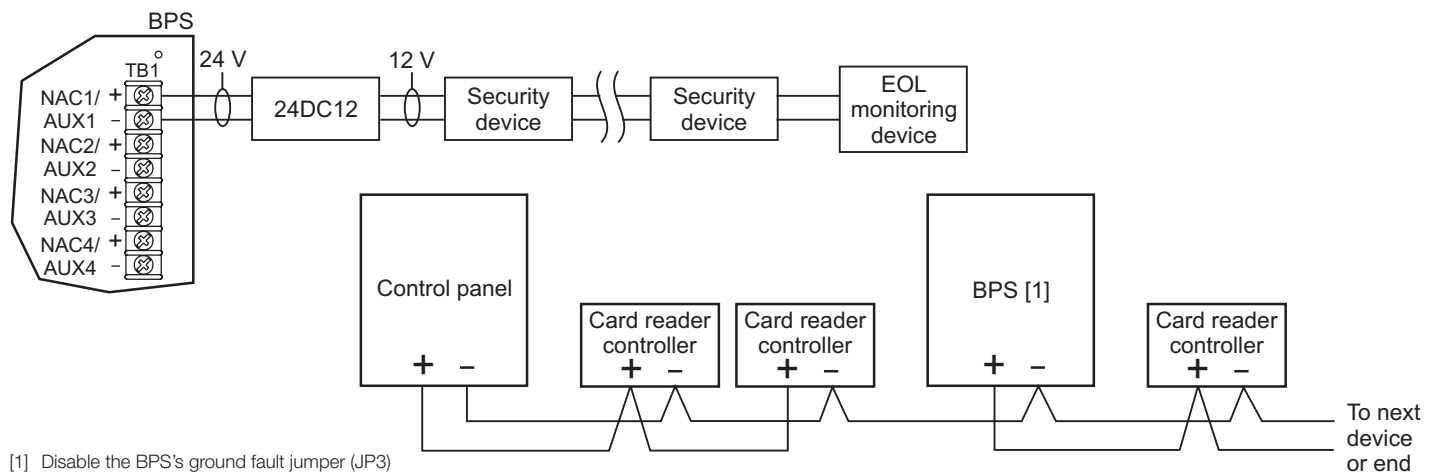 BPS
24 V
12 V
TB1
NAC1/ +
AUX1 –
NAC2/ +
AUX2 –
NAC3/ +
AUX3 –
NAC4/ +
AUX4 –
24DC12
Security
device
Security
device
EOL
monitoring
device
Control panel
+ –
Card reader
controller
+ –
Card reader
controller
+ –
BPS [1]
+ –
Card reader
controller
+ –
To next
device
or end
[1] Disable the BPS's ground fault jumper (JP3)